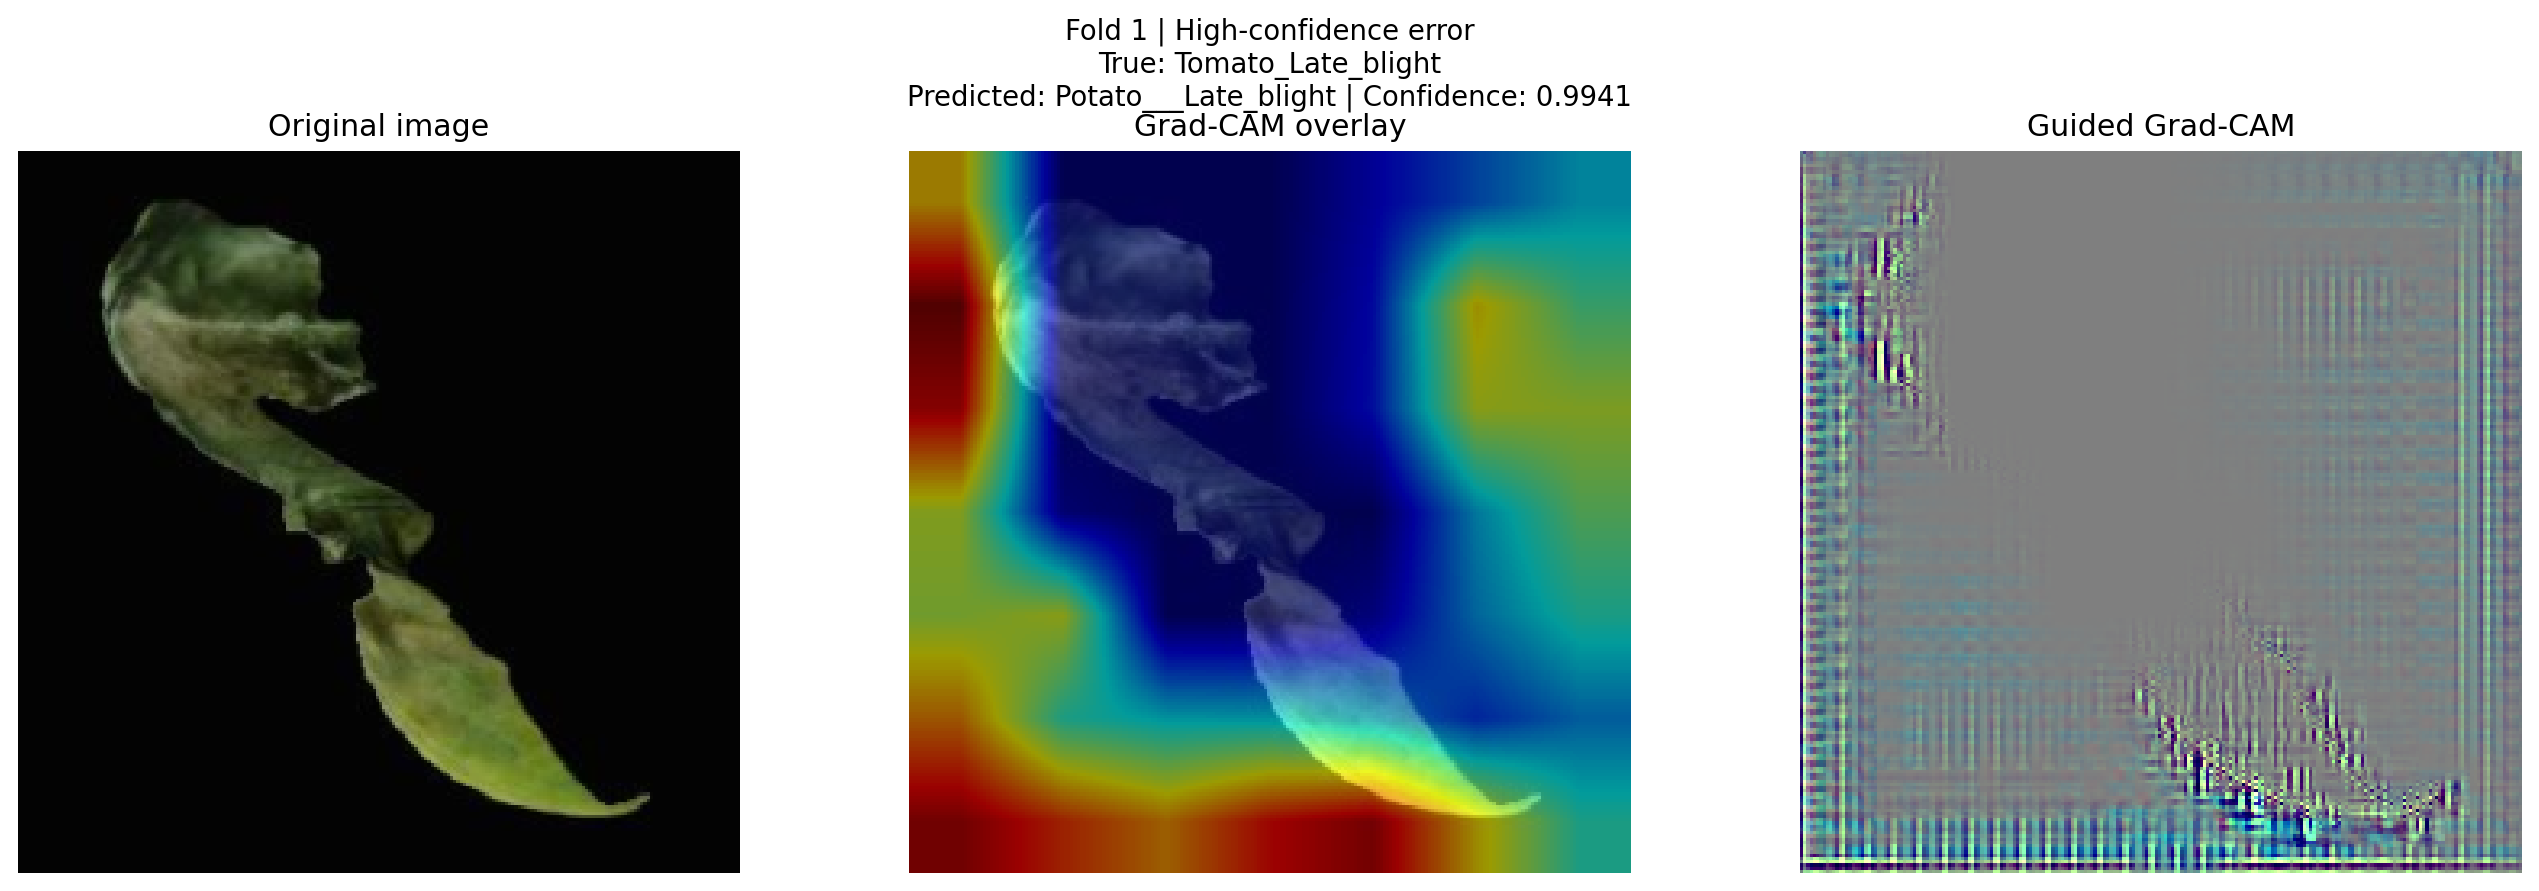 Fold 1 | High-confidence error
True: Tomato_Late_blight
Predicted: Potato___Late_blight | Confidence: 0.9941
Original image
Grad-CAM overlay
Guided Grad-CAM